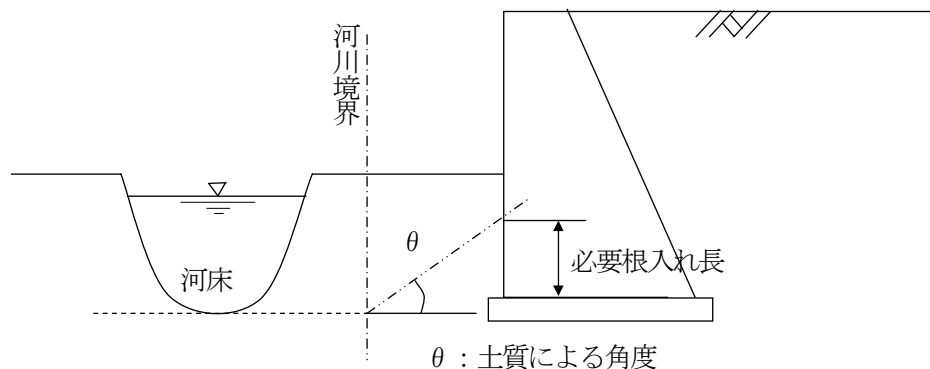 河川境界
河床
θ
必要根入れ長
θ：土質による角度